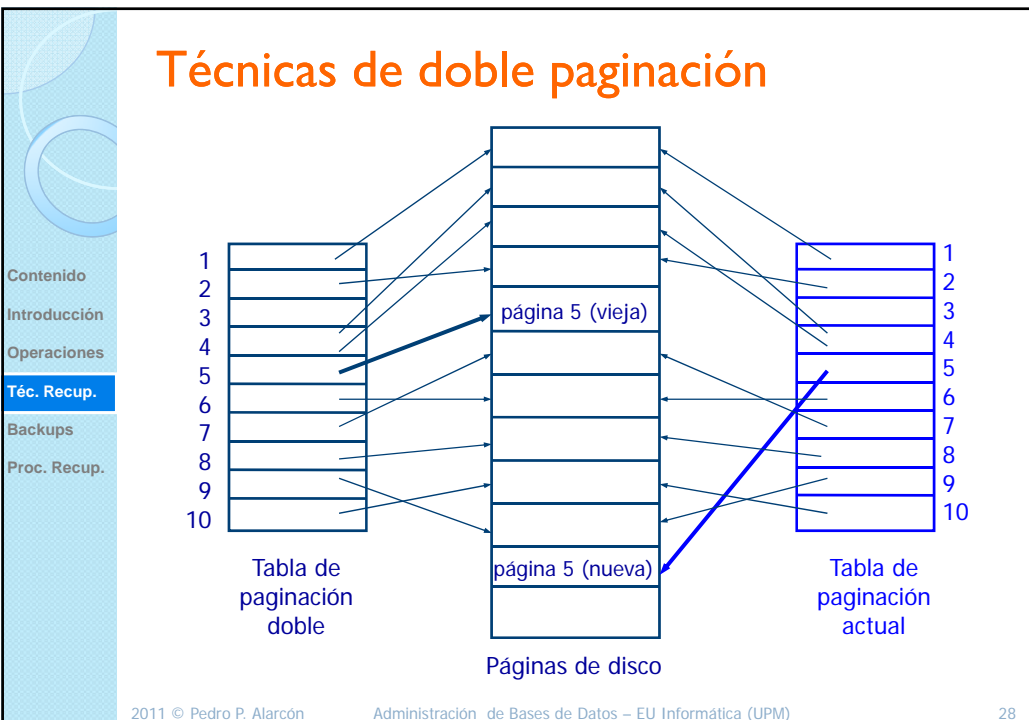 Técnicas de doble paginación
Contenido
Introducción
Operaciones
Téc. Recup.
Backups
Proc. Recup.
1
2
3
4
5
6
7
8
9
10
Tabla de
paginación
doble
página 5 (vieja)
página 5 (nueva)
Páginas de disco
1
2
3
4
5
6
7
8
9
10
Tabla de
paginación
actual
2011 © Pedro P. Alarcón
Administración de Bases de Datos – EU Informática (UPM)
28